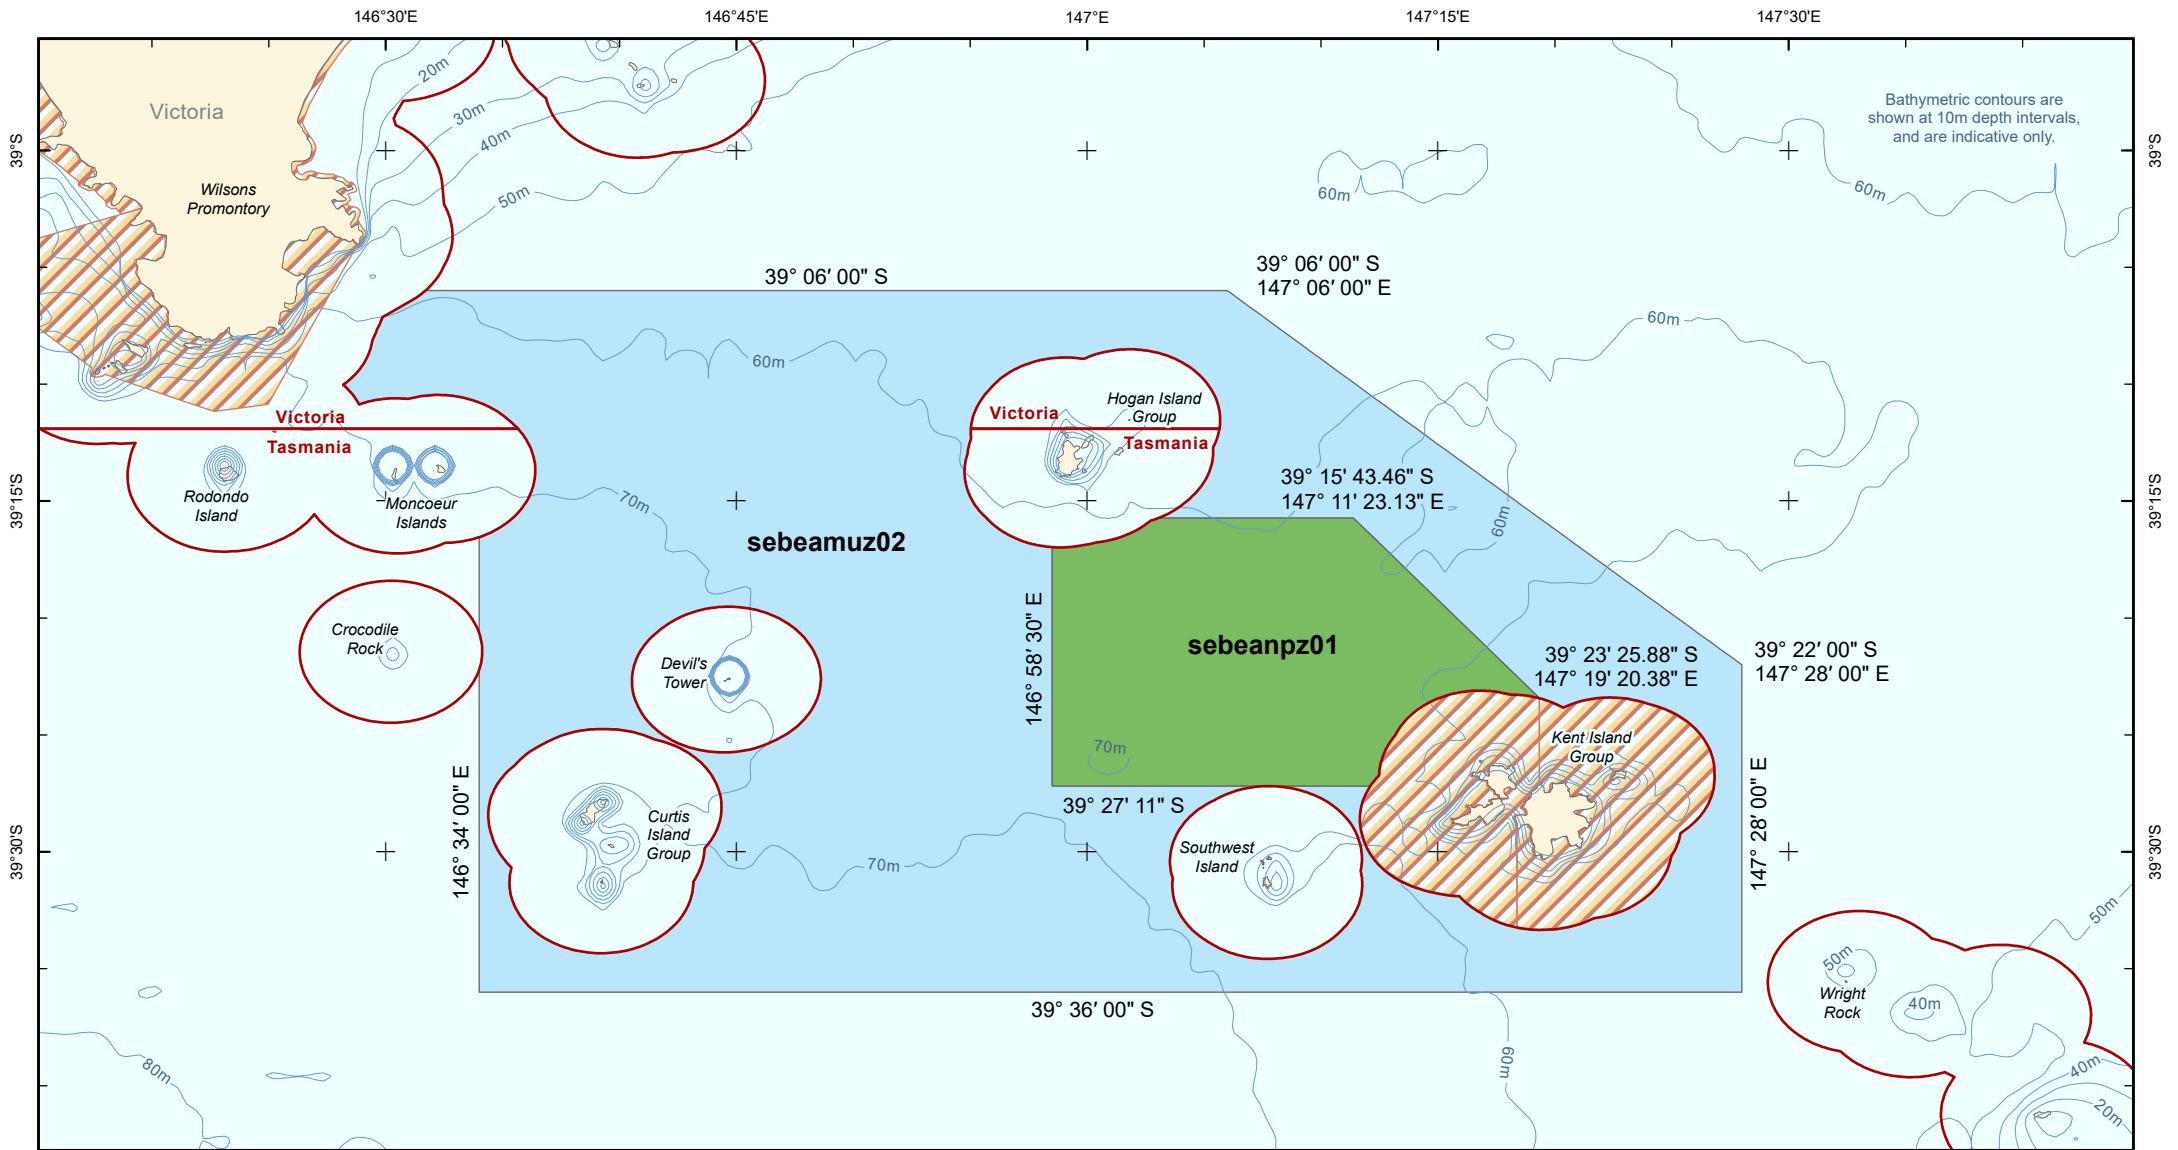 146°30'E
146°45'E
147°E
147°15'E
147°30'E
39°S
39°S
20m
30m
40m
50m
Victoria
Wilsons
Promontory
Bathymetric contours are
shown at 10m depth intervals,
and are indicative only.
60m
60m
39° 06′ 00″ S
39° 06′ 00″ S
147° 06′ 00″ E
60m
60m
Victoria
Tasmania
Hogan Island
Group
Victoria
Tasmania
39°15'S
39°15'S
Rodondo
Island
Moncoeur
Islands
70m
39° 15' 43.46" S
147° 11' 23.13" E
60m
sebeamuz02
Crocodile
Rock
Devil's
Tower
146° 58' 30" E
sebeanpz01
39° 23' 25.88" S
147° 19' 20.38" E
39° 22′ 00″ S
147° 28′ 00″ E
70m
Kent Island
Group
146° 34′ 00″ E
Curtis
Island
Group
39° 27' 11" S
147° 28′ 00″ E
39°30'S
39°30'S
70m
Southwest
Island
50m
50m
Wright
Rock
40m
39° 36′ 00″ S
80m
60m
40m
20m